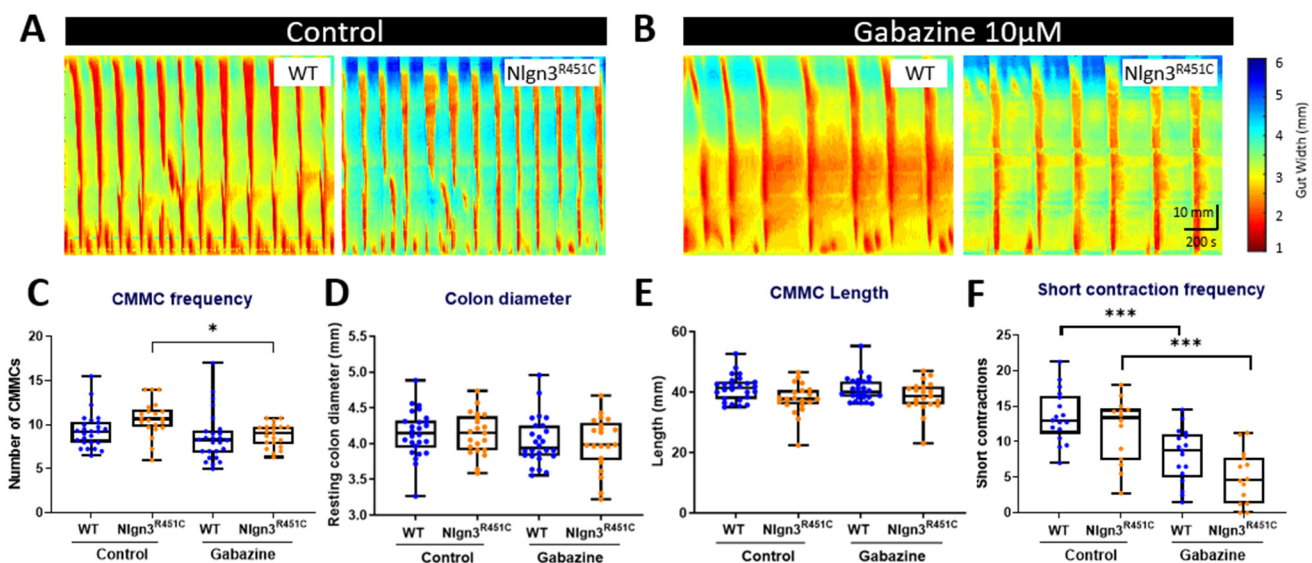 A
Control
B
Gabazine 10µM
WT
Nlgn3R451C
WT
Nlgn3R451C
10 mm
200 s
6
5
4
3
2
1
Gut Width (mm)
C
CMMC frequency
Number of CMMCs
20
15
10
5
0
*
WT Nlgn3R451C WT Nlgn3R451C
Control Gabazine
D
Colon diameter
Resting colon diameter (mm)
5.5
5.0
4.5
4.0
3.5
3.0
WT Nlgn3R451C WT Nlgn3R451C
Control Gabazine
E
CMMC Length
Length (mm)
60
40
20
0
WT Nlgn3R451C WT Nlgn3R451C
Control Gabazine
F
Short contraction frequency
Short contractions
25
20
15
10
5
0
***
***
WT Nlgn3R451C WT Nlgn3R451C
Control Gabazine